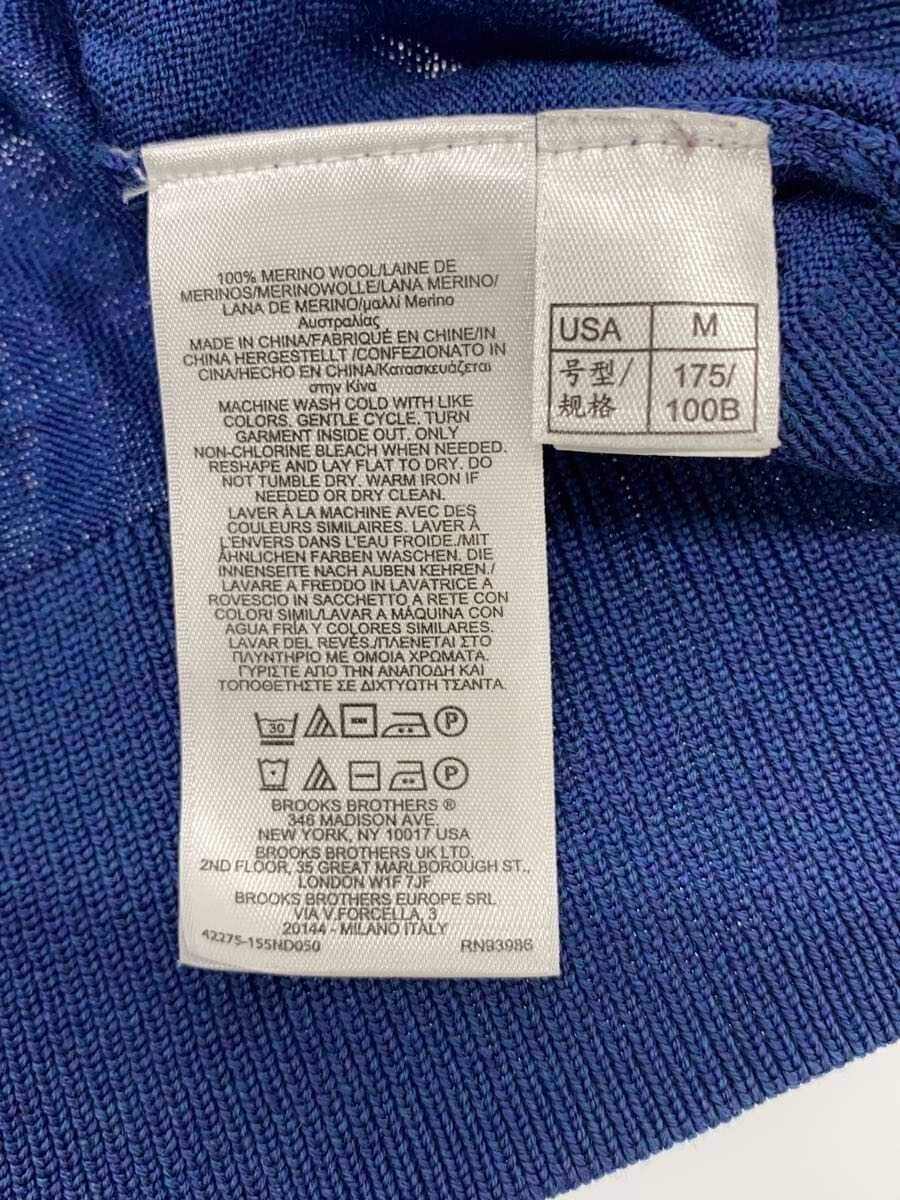 100% MERINO WOOL/LAINE DE
MERINOS/MERINOWOLLE/LANA MERINO/
LANA DE MERINO/μαλλί Merino
Αυστραλίας
MADE IN CHINA/FABRIQUÉ EN CHINE/IN
CHINA HERGESTELLT /CONFEZIONATO IN
CINA/HECHO EN CHINA/Κατασκευάζεται
στην Κίνα
MACHINE WASH COLD WITH LIKE
COLORS. GENTLE CYCLE. TURN
GARMENT INSIDE OUT. ONLY
NON-CHLORINE BLEACH WHEN NEEDED.
RESHAPE AND LAY FLAT TO DRY. DO
NOT TUMBLE DRY. WARM IRON IF
NEEDED OR DRY CLEAN.
LAVER À LA MACHINE AVEC DES
COULEURS SIMILAIRES. LAVER À
L'ENVERS DANS L'EAU FROIDE./MIT
ÄHNLICHEN FARBEN WASCHEN. DIE
INNENSEITE NACH AUBEN KEHREN./
LAVARE A FREDDO IN LAVATRICE A
ROVESCIO IN SACCHETTO A RETE CON
COLORI SIMIL/LAVAR A MÁQUINA CON
AGUA FRÍA Y COLORES SIMILARES.
LAVAR DEL REVÉS./ΠΛΕΝΕΤΑΙ ΣΤΟ
ΠΛΥΝΤΗΡΙΟ ΜΕ ΟΜΟΙΑ ΧΡΩΜΑΤΑ.
ΓΥΡΙΣΤΕ ΑΠΟ ΤΗΝ ΑΝΑΠΟΔΗ ΚΑΙ
ΤΟΠΟΘΕΤΗΣΤΕ ΣΕ ΔΙΧΤΥΩΤΗ ΤΣΑΝΤΑ.
30 P
P
BROOKS BROTHERS ®
346 MADISON AVE.
NEW YORK, NY 10017 USA
BROOKS BROTHERS UK LTD.
2ND FLOOR, 35 GREAT MARLBOROUGH ST.,
LONDON W1F 7JF
BROOKS BROTHERS EUROPE SRL
VIA V.FORCELLA, 3
20144 - MILANO ITALY
42275-155ND050 RN93986
USA M
号型/ 175/
规格 100B